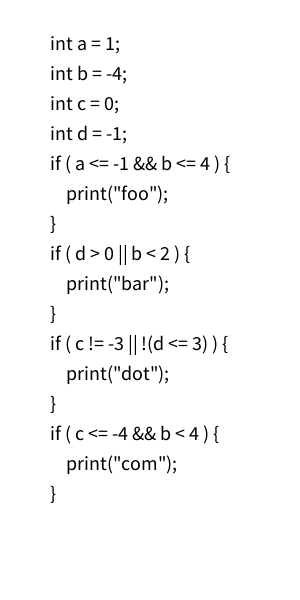 int a = 1;
int b = -4;
int c = 0;
int d = -1;
if ( a <= -1 && b <= 4 ) {
    print("foo");
}
if ( d > 0 || b < 2 ) {
    print("bar");
}
if ( c != -3 || !(d <= 3) ) {
    print("dot");
}
if ( c <= -4 && b < 4 ) {
    print("com");
}